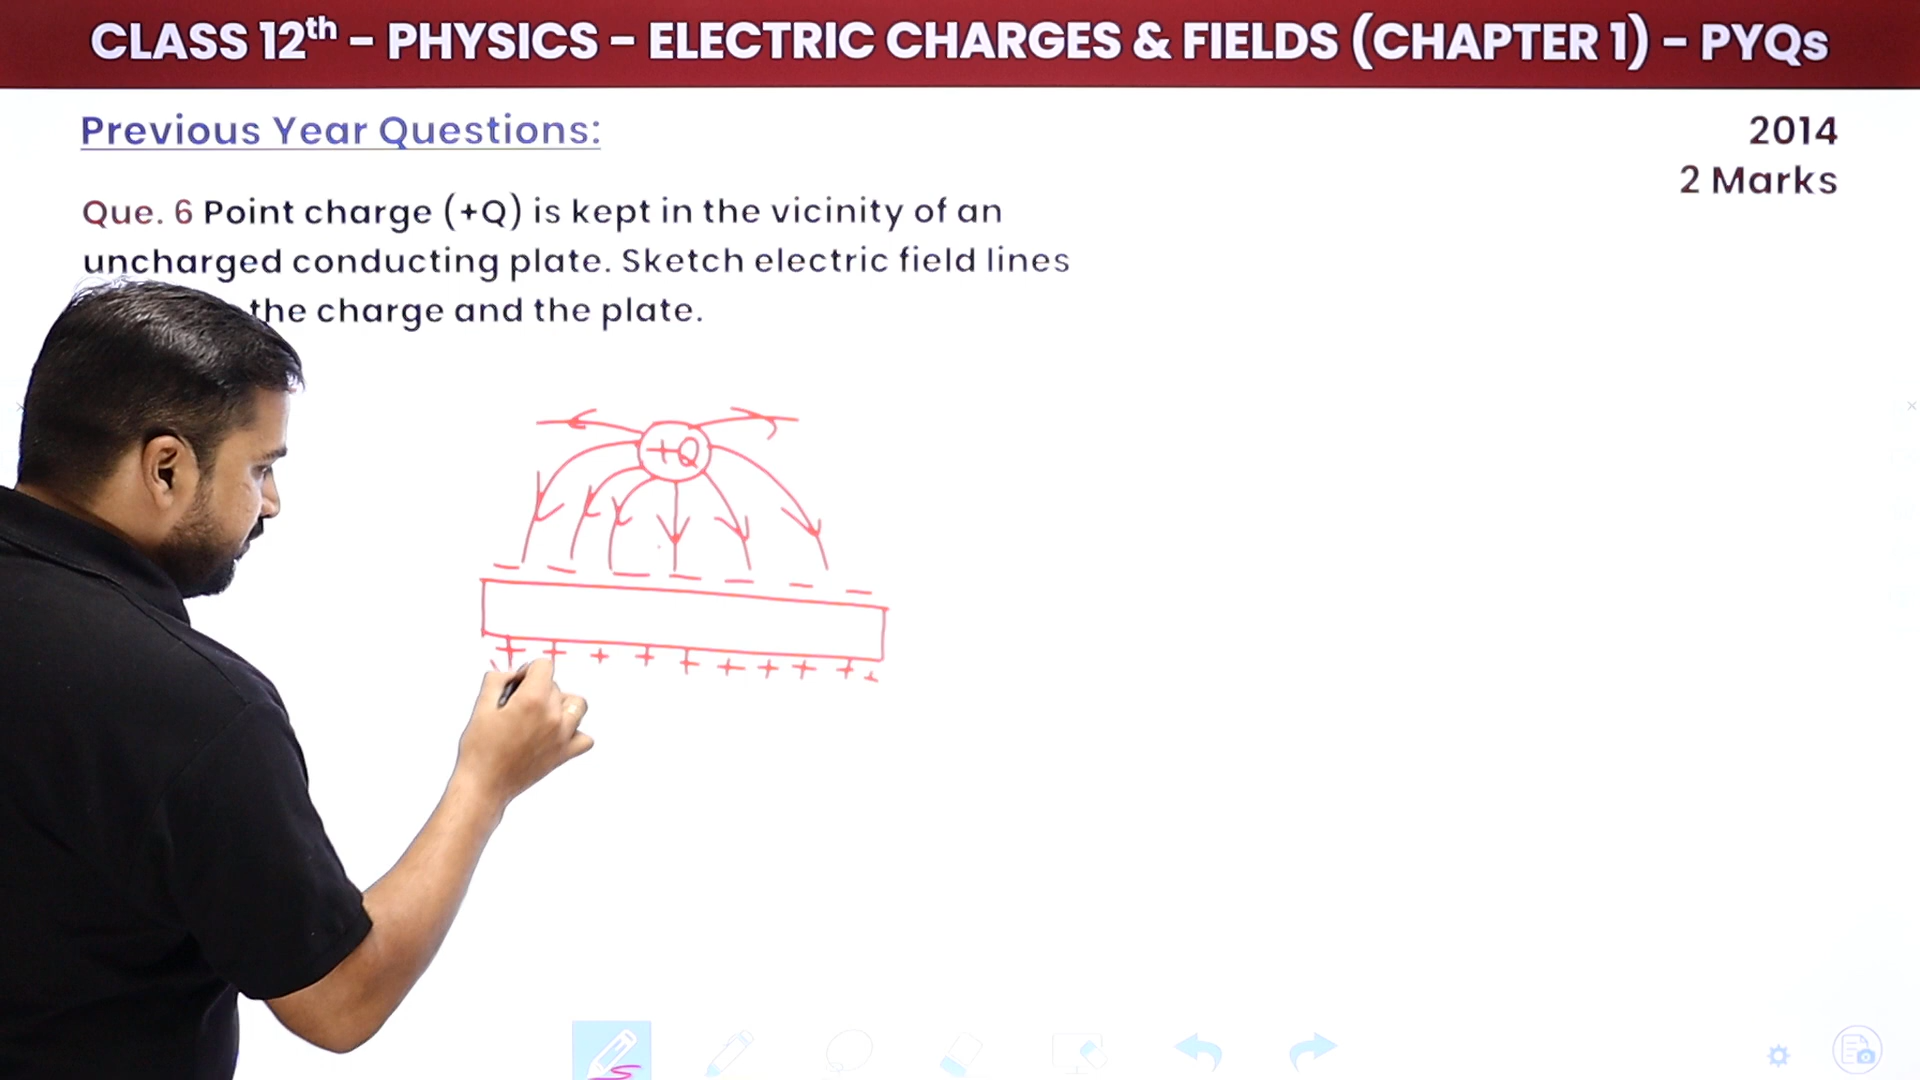 CLASS 12th - PHYSICS - ELECTRIC CHARGES & FIELDS (CHAPTER 1) - PYQs
Previous Year Questions:
2014
2 Marks
Que. 6 Point charge (+Q) is kept in the vicinity of an
uncharged conducting plate. Sketch electric field lines
the charge and the plate.
+Q
− − − − − − −
+ + + + + + + + + +